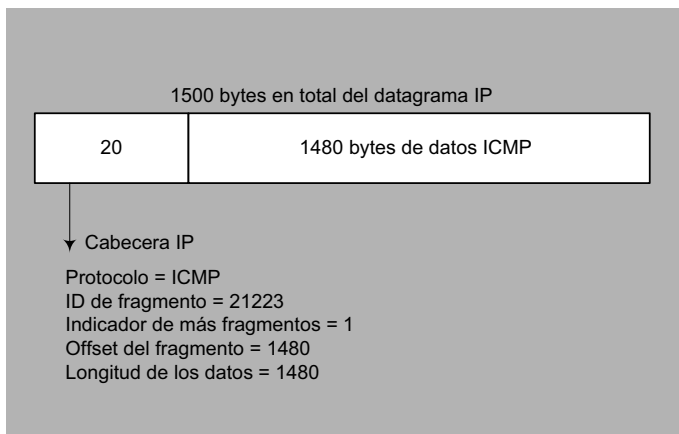 1500 bytes en total del datagrama IP
20
1480 bytes de datos ICMP
Cabecera IP
Protocolo = ICMP
ID de fragmento = 21223
Indicador de más fragmentos = 1
Offset del fragmento = 1480
Longitud de los datos = 1480